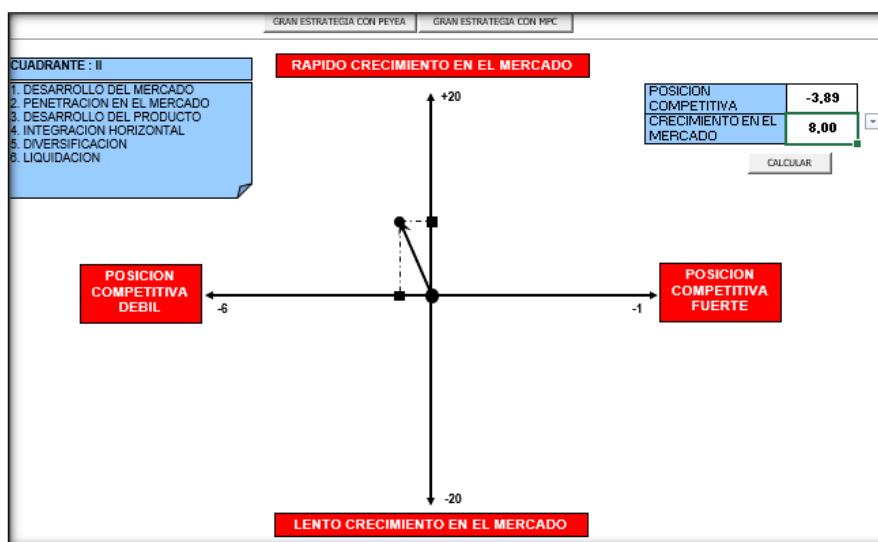 GRAN ESTRATEGIA CON PEYEA
GRAN ESTRATEGIA CON MPC
CUADRANTE : II
1. DESARROLLO DEL MERCADO
2. PENETRACION EN EL MERCADO
3. DESARROLLO DEL PRODUCTO
4. INTEGRACION HORIZONTAL
5. DIVERSIFICACION
6. LIQUIDACION
RAPIDO CRECIMIENTO EN EL MERCADO
+20
POSICION
COMPETITIVA
-3,89
CRECIMIENTO EN EL
MERCADO
8,00
CALCULAR
POSICION
COMPETITIVA
DEBIL
-6
-1
POSICION
COMPETITIVA
FUERTE
-20
LENTO CRECIMIENTO EN EL MERCADO